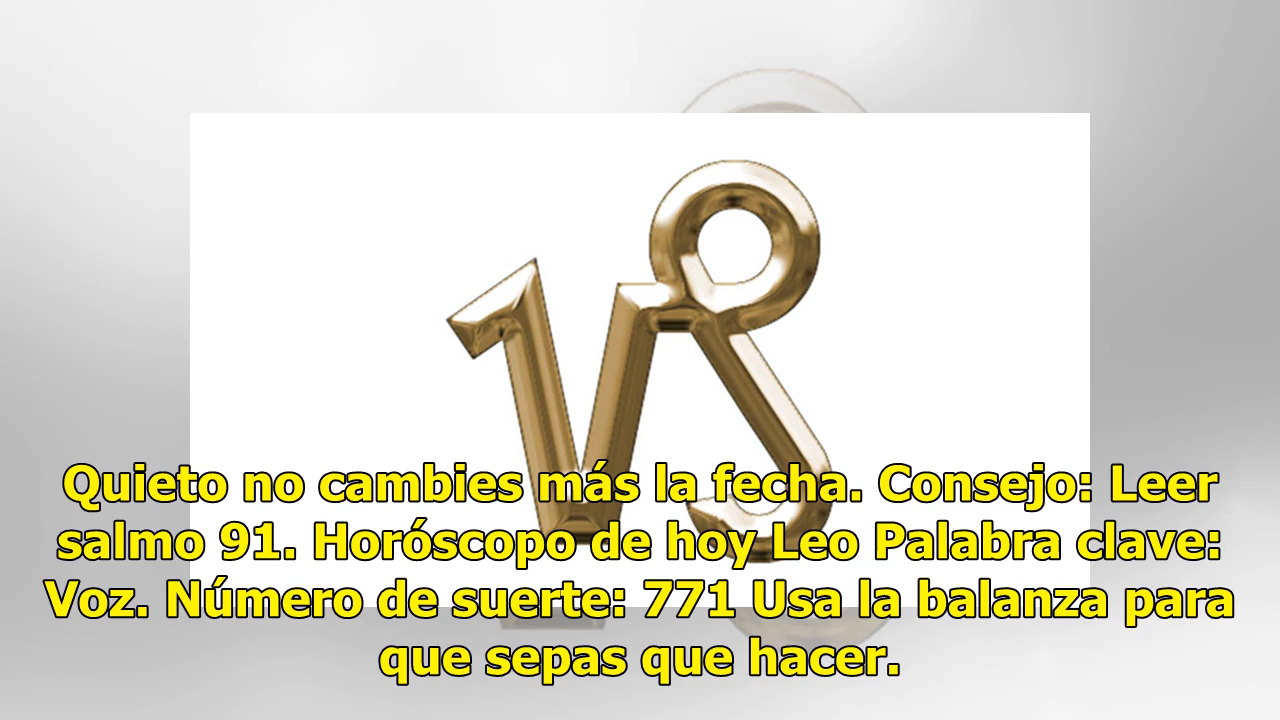 Quieto no cambies más la fecha. Consejo: Leer
salmo 91. Horóscopo de hoy Leo Palabra clave:
Voz. Número de suerte: 771 Usa la balanza para
que sepas que hacer.